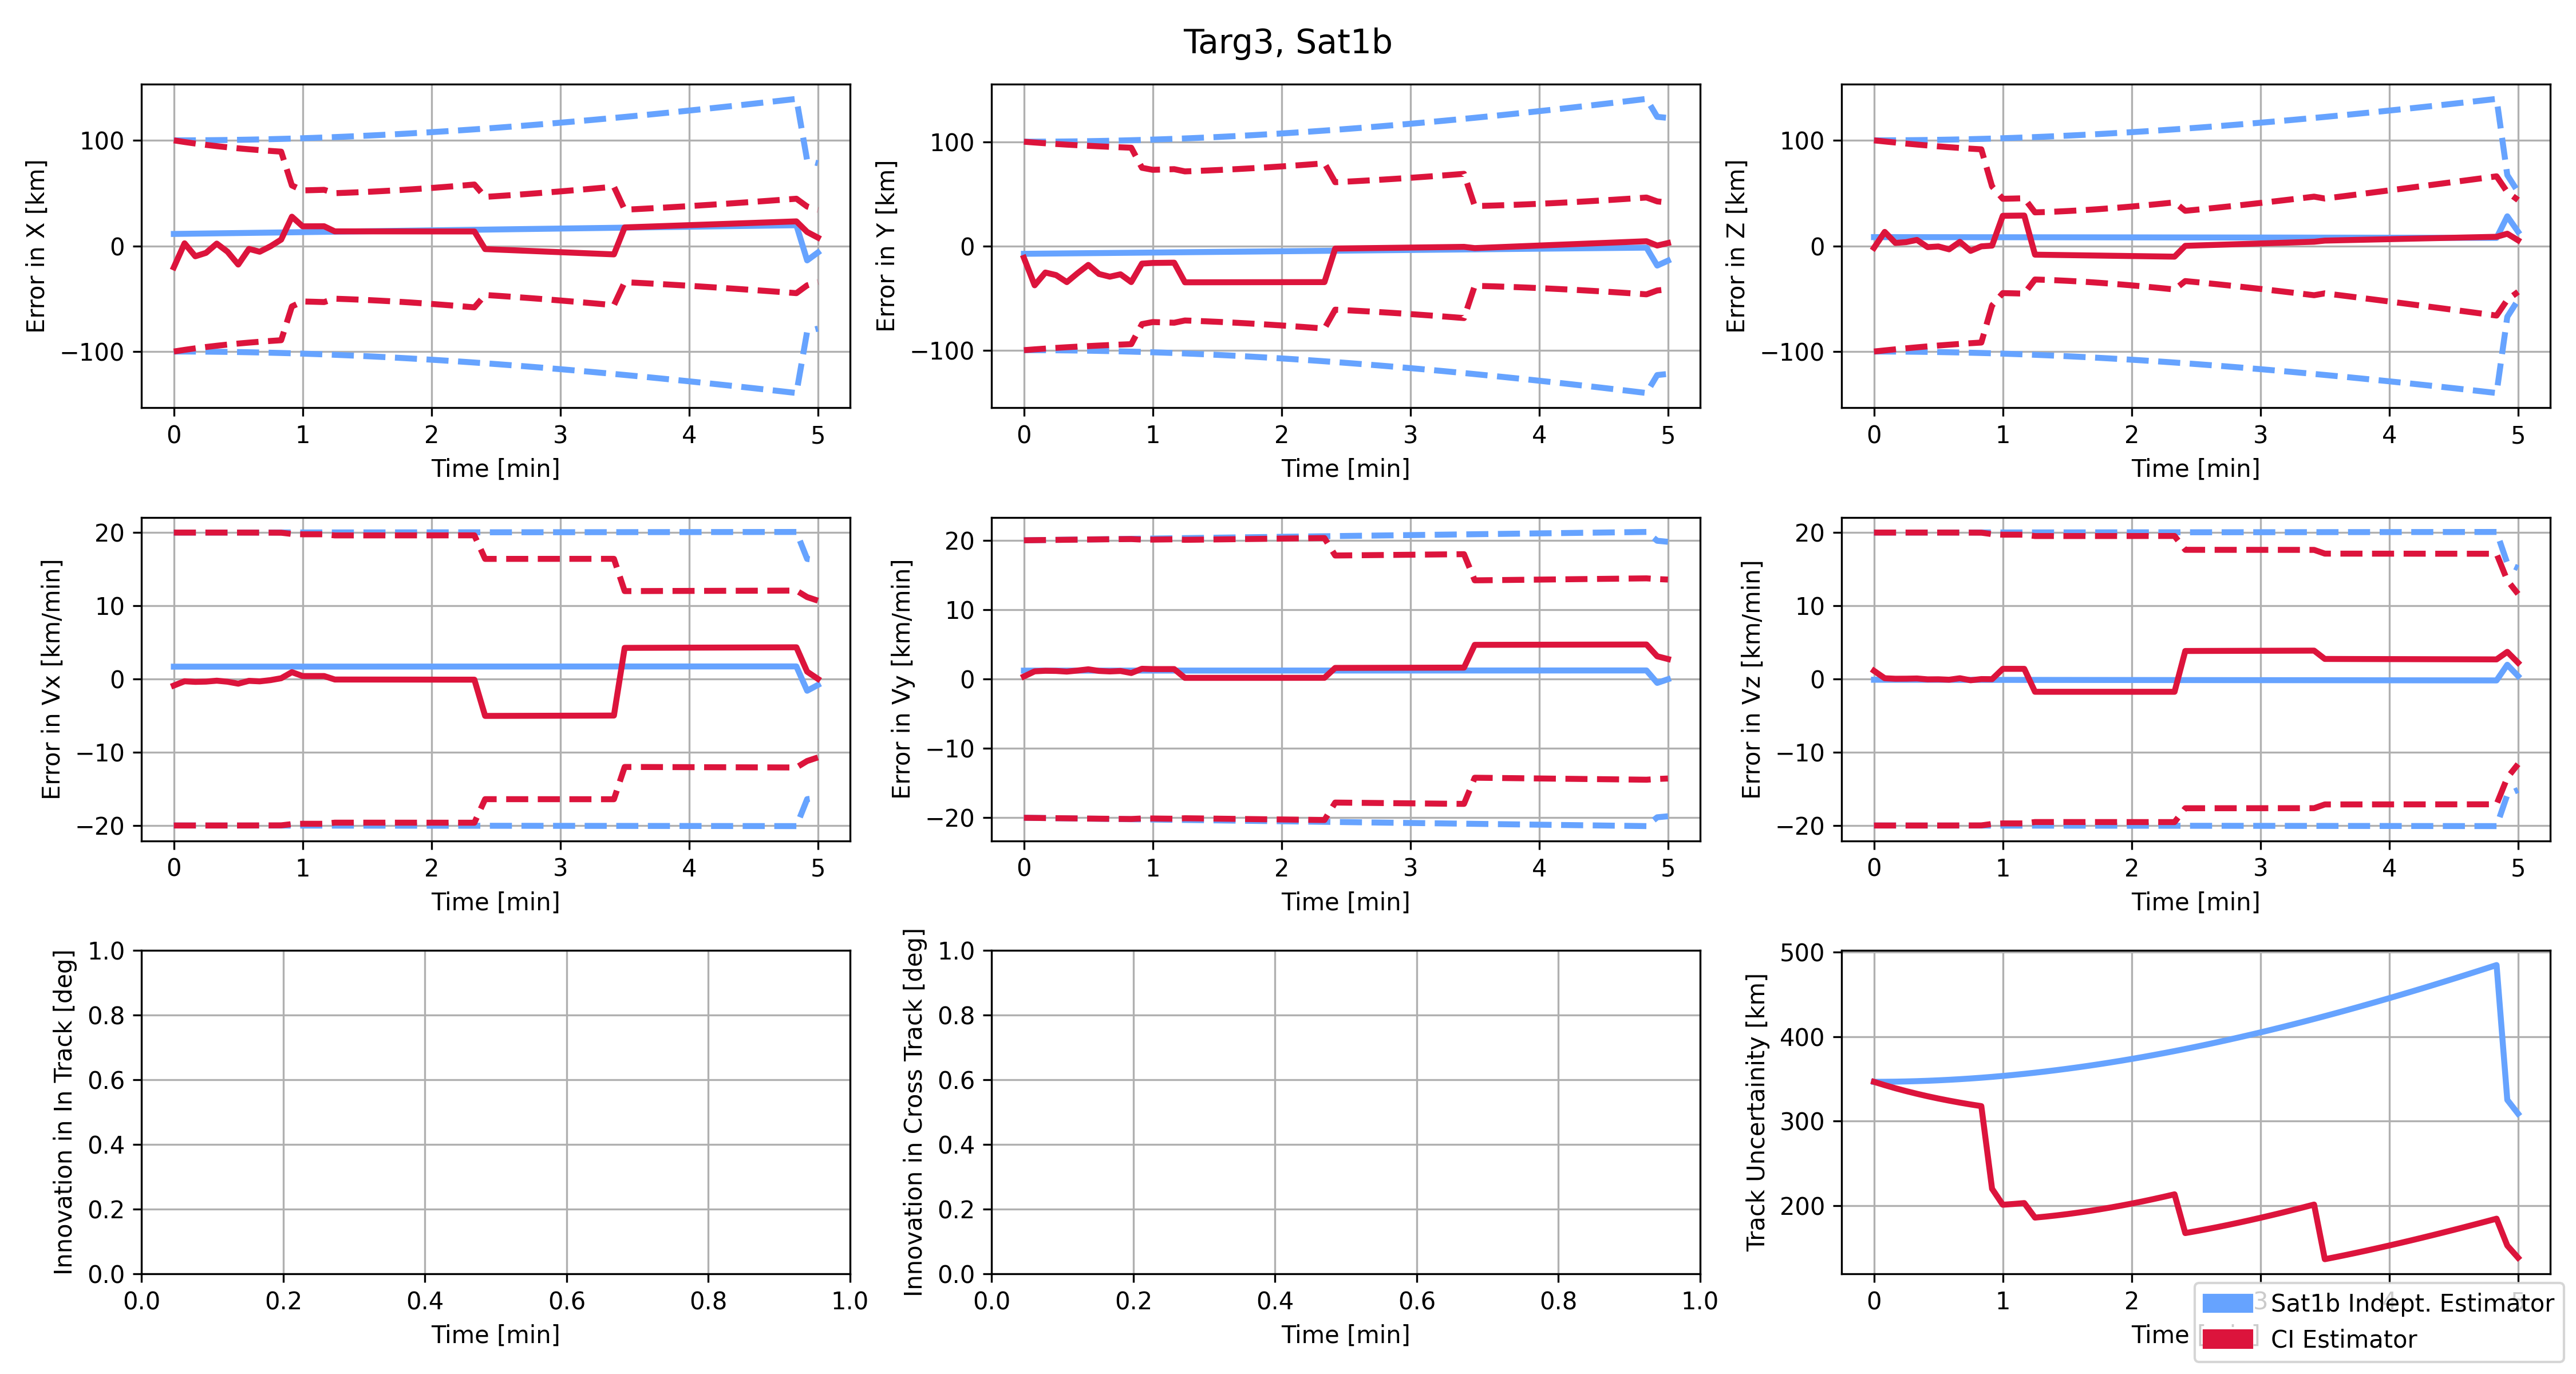 Targ3, Sat1b
Error in X [km]
100
0
−100
0 1 2 3 4 5
Time [min]
Error in Y [km]
100
0
−100
0 1 2 3 4 5
Time [min]
Error in Z [km]
100
0
−100
0 1 2 3 4 5
Time [min]
Error in Vx [km/min]
20
10
0
−10
−20
0 1 2 3 4 5
Time [min]
Error in Vy [km/min]
20
10
0
−10
−20
0 1 2 3 4 5
Time [min]
Error in Vz [km/min]
20
10
0
−10
−20
0 1 2 3 4 5
Time [min]
Innovation in In Track [deg]
1.0
0.8
0.6
0.4
0.2
0.0
0.0 0.2 0.4 0.6 0.8 1.0
Time [min]
Innovation in Cross Track [deg]
1.0
0.8
0.6
0.4
0.2
0.0
0.0 0.2 0.4 0.6 0.8 1.0
Time [min]
Track Uncertainity [km]
500
400
300
200
0 1 2 3 5
Time
Sat1b Indept. Estimator
CI Estimator